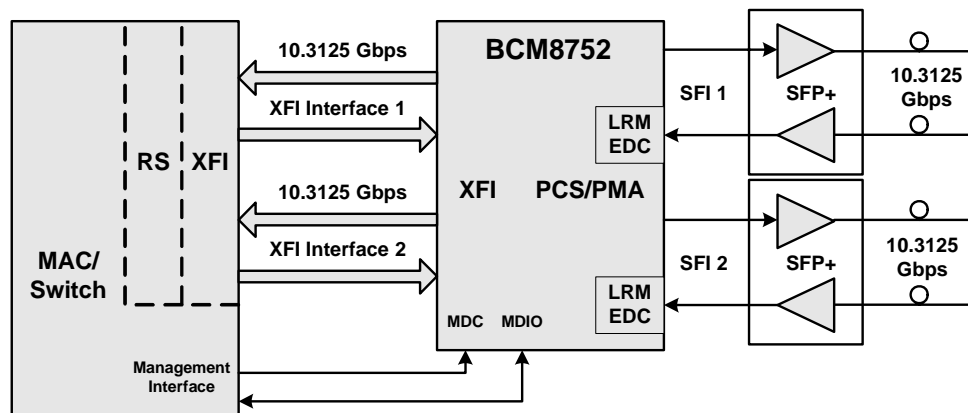 10.3125 Gbps
XFI Interface 1
RS
XFI
10.3125 Gbps
XFI Interface 2
MAC/
Switch
Management
Interface
BCM8752
LRM
EDC
XFI
PCS/PMA
LRM
EDC
MDC
MDIO
SFI 1
SFP+
10.3125
Gbps
SFI 2
SFP+
10.3125
Gbps